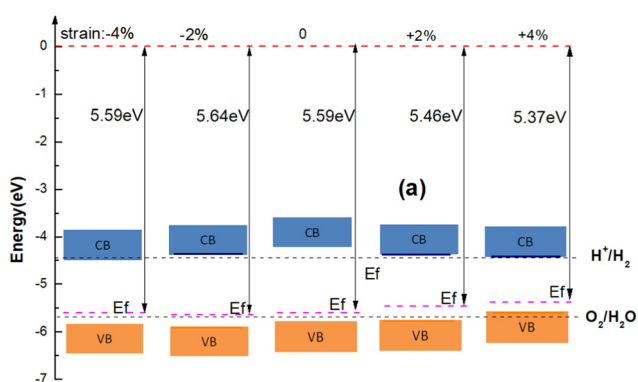 strain:-4% -2% 0 +2% +4%
0
-1
5.59eV 5.64eV 5.59eV 5.46eV 5.37eV
-2
Energy(eV)
-3
(a)
-4
CB CB CB CB CB
H⁺/H₂
Ef
-5
Ef Ef Ef Ef Ef
O₂/H₂O
-6
VB VB VB VB VB
-7